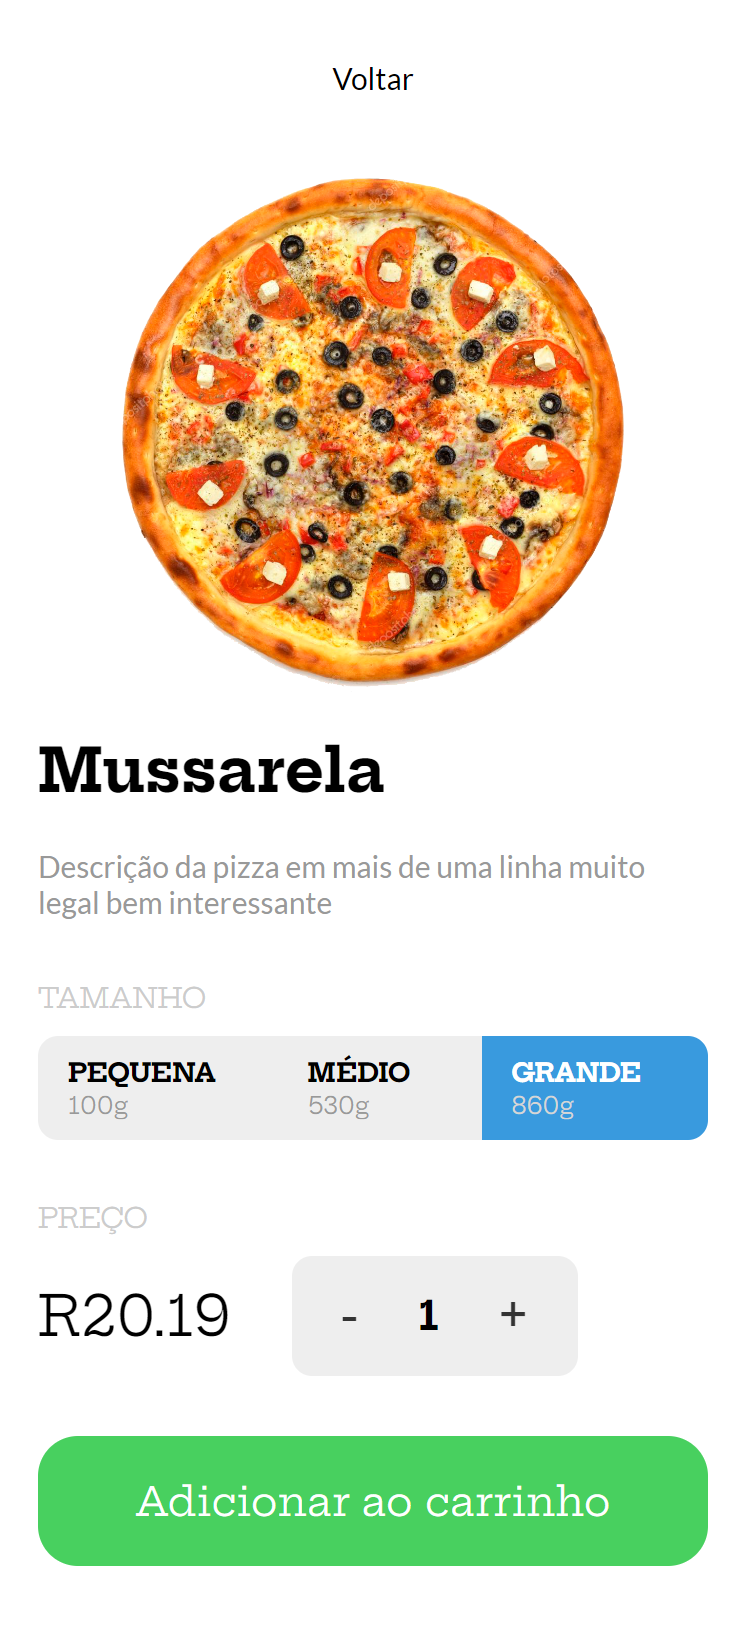 Voltar
Mussarela
Descrição da pizza em mais de uma linha muito
legal bem interessante
TAMANHO
PEQUENA MÉDIO GRANDE
100g 530g 860g
PREÇO
R20.19 - 1 +
Adicionar ao carrinho